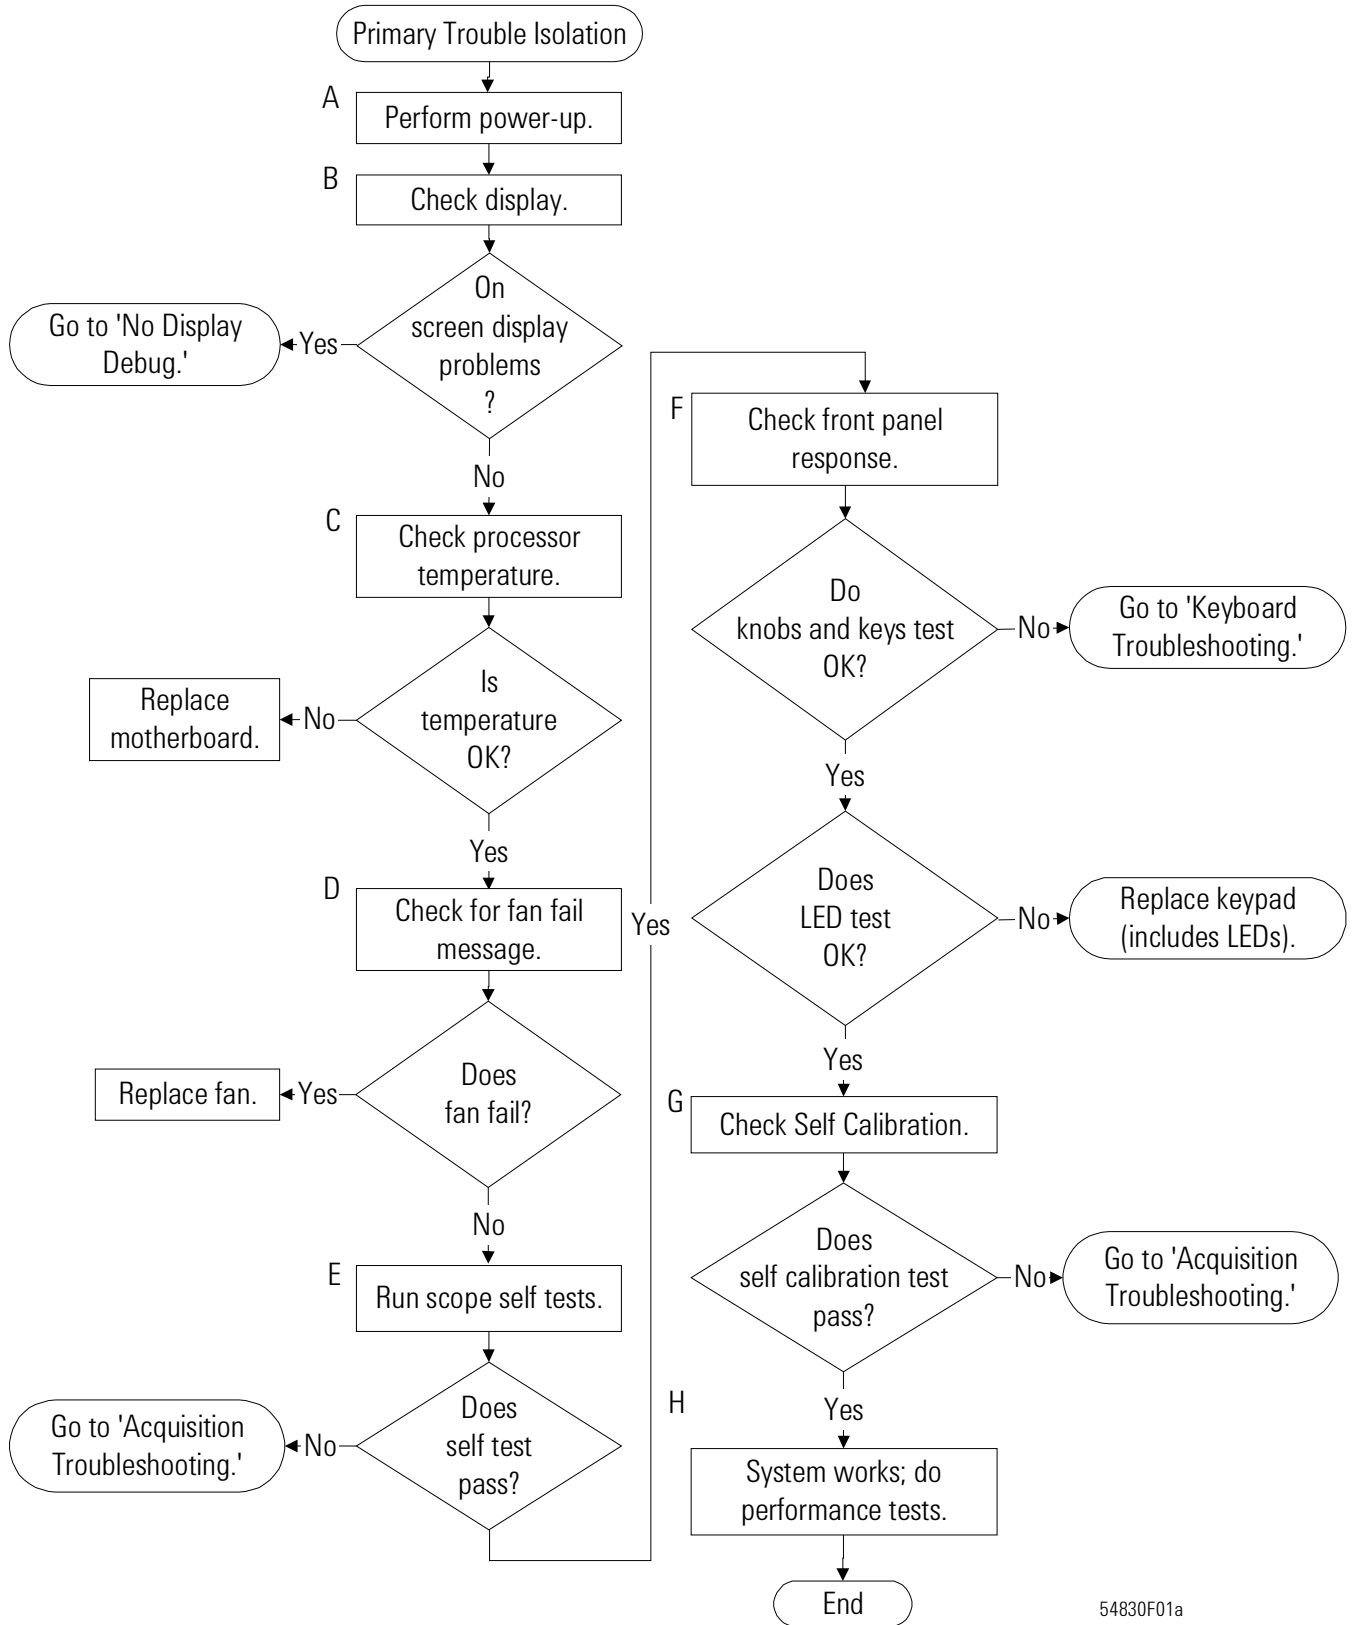 Primary Trouble Isolation
A
Perform power-up.
B
Check display.
On
screen display
problems
?
Yes
Go to 'No Display
Debug.'
No
C
Check processor
temperature.
Is
temperature
OK?
No
Replace
motherboard.
Yes
D
Check for fan fail
message.
Does
fan fail?
Yes
Replace fan.
No
E
Run scope self tests.
Does
self test
pass?
No
Go to 'Acquisition
Troubleshooting.'
Yes
F
Check front panel
response.
Do
knobs and keys test
OK?
No
Go to 'Keyboard
Troubleshooting.'
Yes
Does
LED test
OK?
No
Replace keypad
(includes LEDs).
Yes
G
Check Self Calibration.
Does
self calibration test
pass?
No
Go to 'Acquisition
Troubleshooting.'
Yes
H
System works; do
performance tests.
End
54830F01a